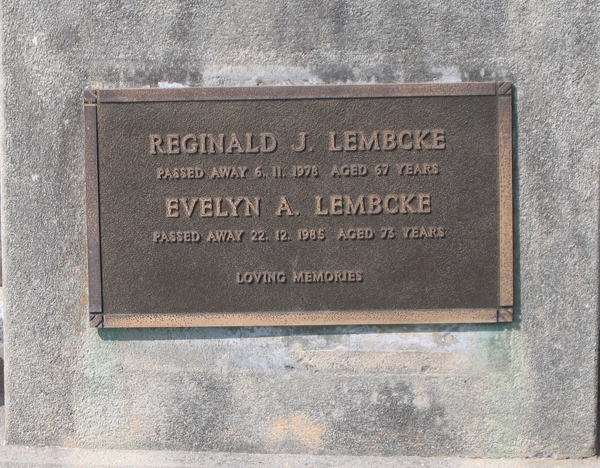 REGINALD J. LEMBCKE
PASSED AWAY 6. 11. 1978 AGED 67 YEARS
EVELYN A. LEMBCKE
PASSED AWAY 22. 12. 1985 AGED 73 YEARS
LOVING MEMORIES